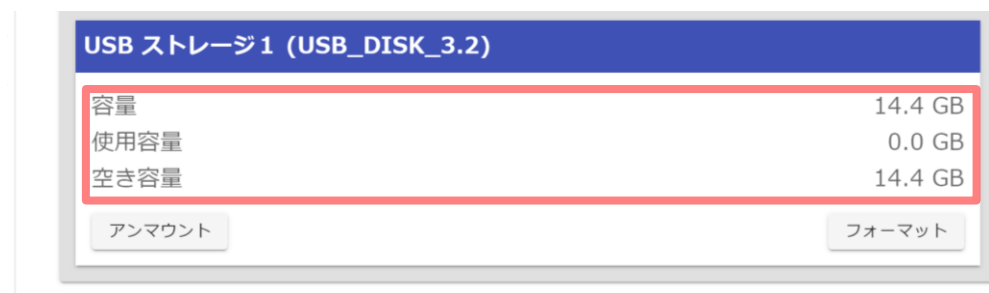 USB ストレージ1 (USB_DISK_3.2)
容量 14.4 GB
使用容量 0.0 GB
空き容量 14.4 GB
アンマウント フォーマット